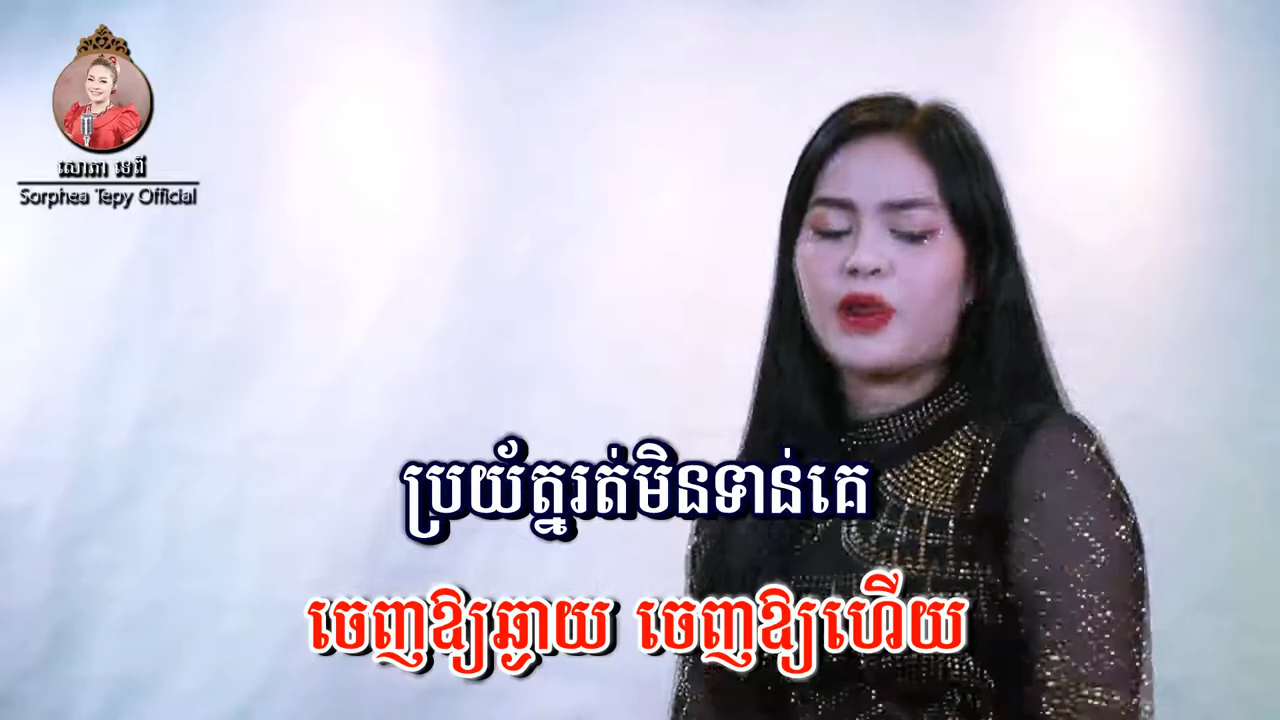 សោភា ទេពី
Sorphea Tepy Official
ប្រយ័ត្នរត់មិនទាន់គេ
ចេញឱ្យឆ្ងាយ ចេញឱ្យហើយ